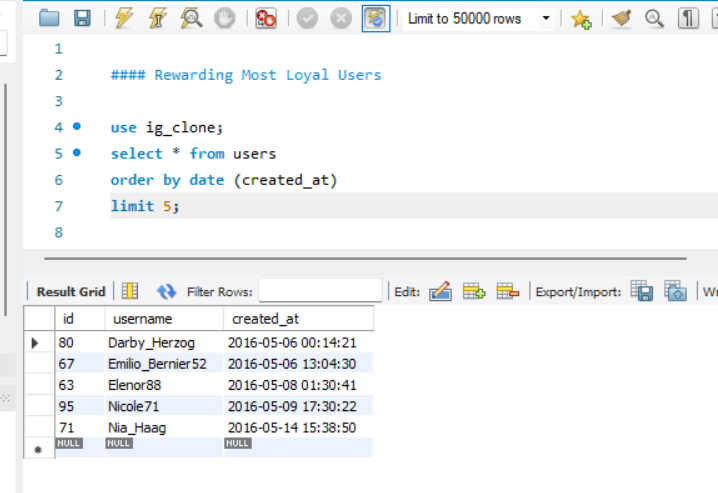 Limit to 50000 rows
1
2 #### Rewarding Most Loyal Users
3
4 use ig_clone;
5 select * from users
6 order by date (created_at)
7 limit 5;
8
Result Grid Filter Rows: Edit: Export/Import: Wr
id username created_at
80 Darby_Herzog 2016-05-06 00:14:21
67 Emilio_Bernier52 2016-05-06 13:04:30
63 Elenor88 2016-05-08 01:30:41
95 Nicole71 2016-05-09 17:30:22
71 Nia_Haag 2016-05-14 15:38:50
NULL NULL NULL